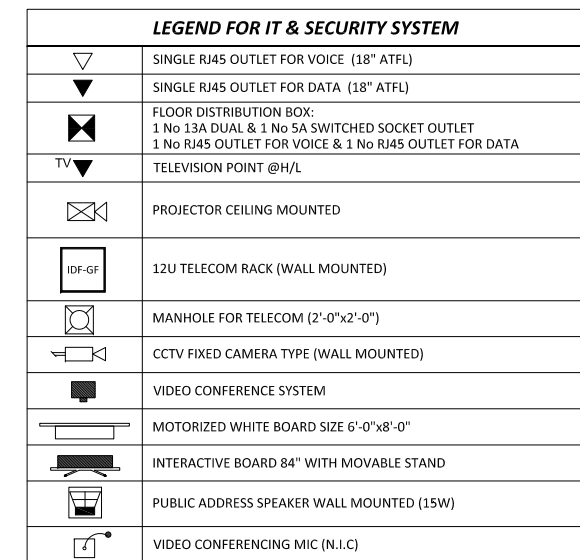 LEGEND FOR IT & SECURITY SYSTEM
SINGLE RJ45 OUTLET FOR VOICE (18" ATFL)
SINGLE RJ45 OUTLET FOR DATA (18" ATFL)
FLOOR DISTRIBUTION BOX:
1 No 13A DUAL & 1 No 5A SWITCHED SOCKET OUTLET
1 No RJ45 OUTLET FOR VOICE & 1 No RJ45 OUTLET FOR DATA
TV TELEVISION POINT @H/L
PROJECTOR CEILING MOUNTED
IDF-GF 12U TELECOM RACK (WALL MOUNTED)
MANHOLE FOR TELECOM (2'-0"x2'-0")
CCTV FIXED CAMERA TYPE (WALL MOUNTED)
VIDEO CONFERENCE SYSTEM
MOTORIZED WHITE BOARD SIZE 6'-0"x8'-0"
INTERACTIVE BOARD 84" WITH MOVABLE STAND
PUBLIC ADDRESS SPEAKER WALL MOUNTED (15W)
VIDEO CONFERENCING MIC (N.I.C)